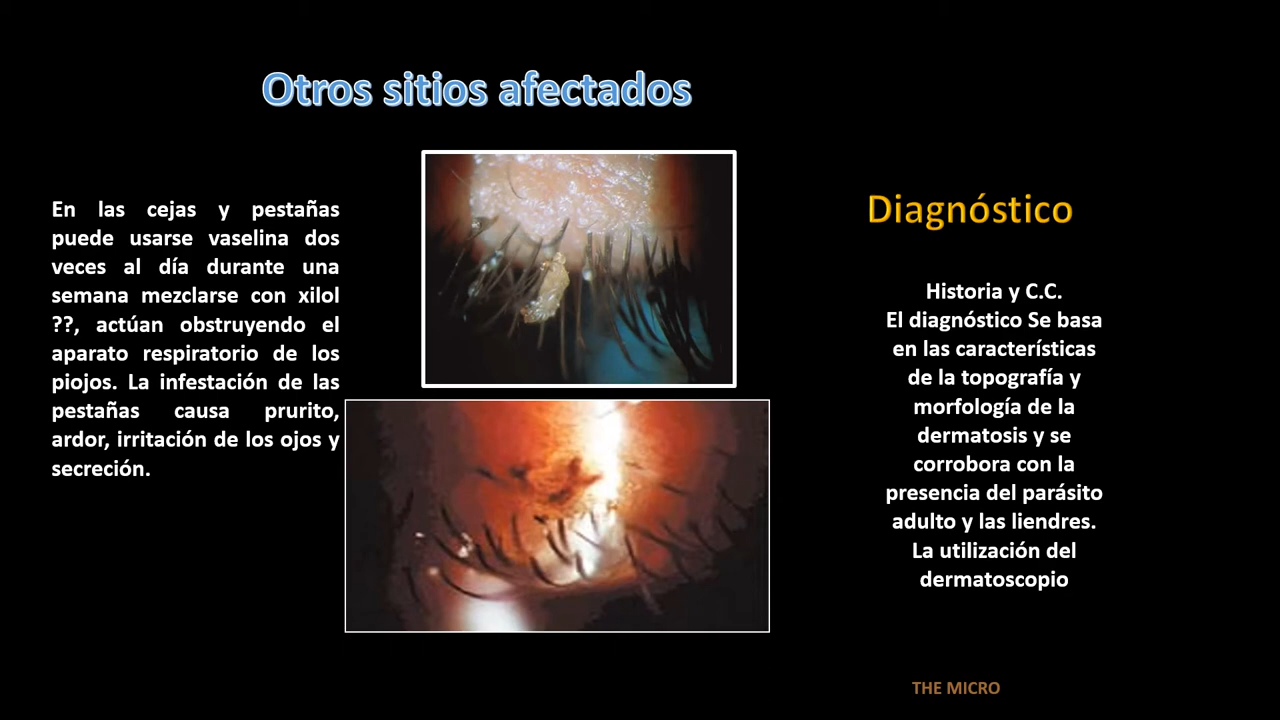 Otros sitios afectados
En las cejas y pestañas
puede usarse vaselina dos
veces al día durante una
semana mezclarse con xilol
??, actúan obstruyendo el
aparato respiratorio de los
piojos. La infestación de las
pestañas causa prurito,
ardor, irritación de los ojos y
secreción.
Diagnóstico
Historia y C.C.
El diagnóstico Se basa
en las características
de la topografía y
morfología de la
dermatosis y se
corrobora con la
presencia del parásito
adulto y las liendres.
La utilización del
dermatoscopio
THE MICRO